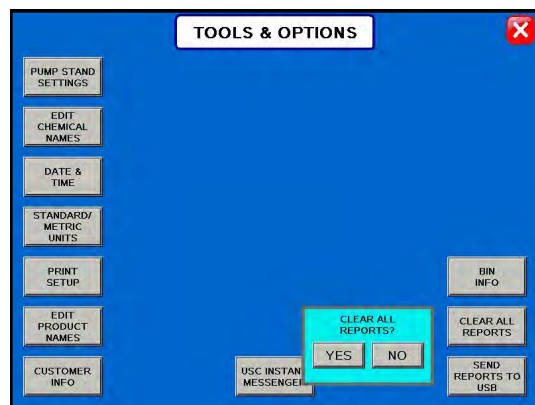 TOOLS & OPTIONS
PUMP STAND
SETTINGS
EDIT
CHEMICAL
NAMES
DATE &
TIME
STANDARD/
METRIC
UNITS
PRINT
SETUP
EDIT
PRODUCT
NAMES
CUSTOMER
INFO
USC INSTAN
MESSENGE
CLEAR ALL
REPORTS?
YES NO
BIN
INFO
CLEAR ALL
REPORTS
SEND
REPORTS TO
USB